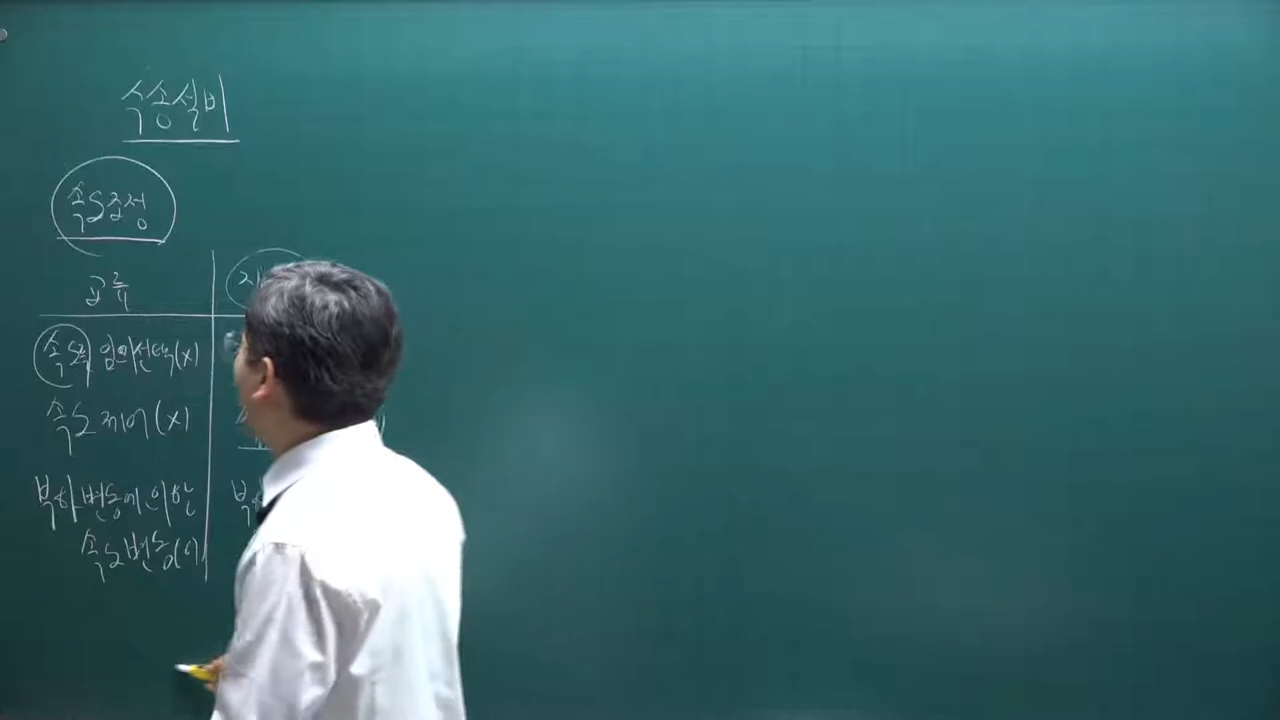 수송설비
속도조정
교류
속도 임의선택(x)
속도제어(x)
부하변동에 의한
속도변동(